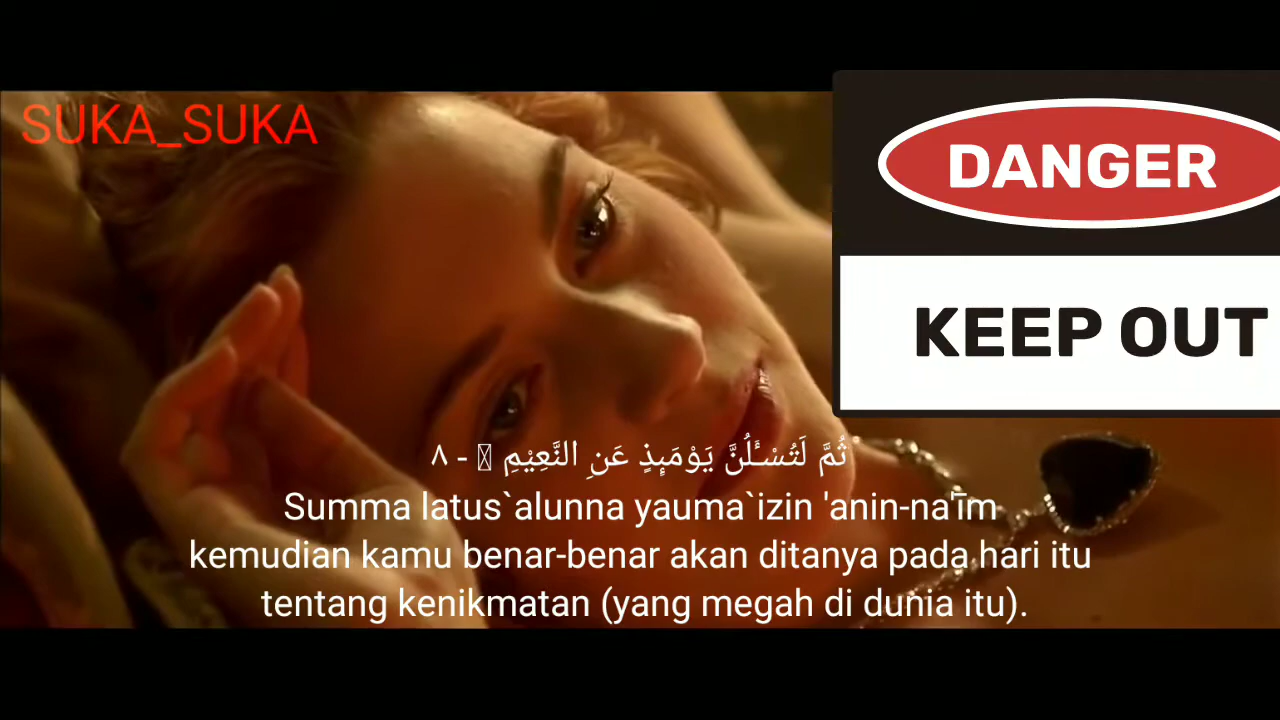 SUKA_SUKA
DANGER
KEEP OUT
ثُمَّ لَتُسْـَٔلُنَّ يَوْمَىِٕذٍ عَنِ النَّعِيْمِ - ٨
Summa latus`alunna yauma`izin 'anin-na'īm
kemudian kamu benar-benar akan ditanya pada hari itu
tentang kenikmatan (yang megah di dunia itu).